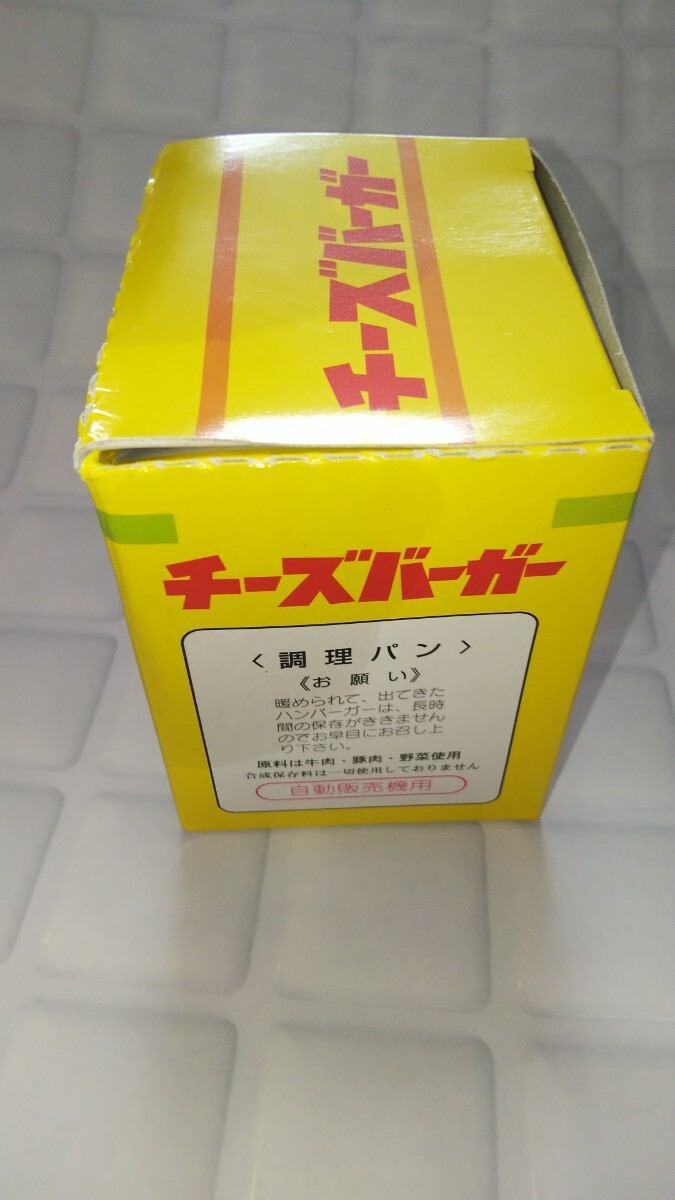 チーズバーガー
チーズバーガー
〈調理パン〉
《お願い》
暖められて、出てきた
ハンバーガーは、長時
間の保存がききません
のでお早目にお召し上
り下さい。
原料は牛肉・豚肉・野菜使用
合成保存料は一切使用しておりません
自動販売機用